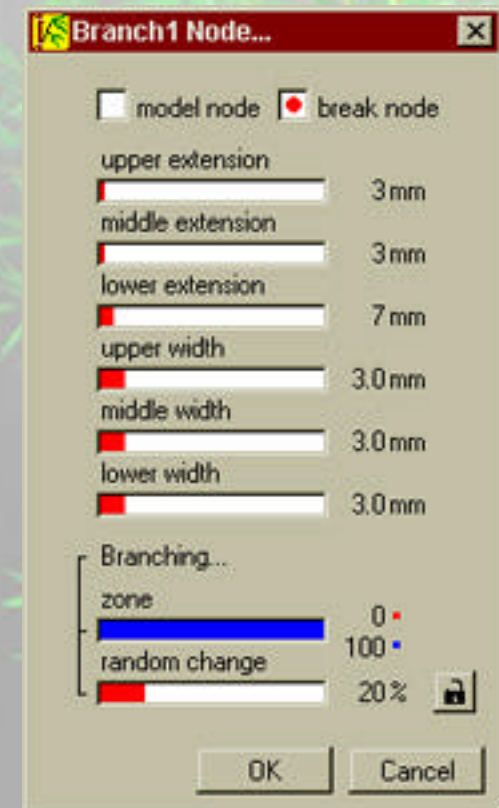 Branch1 Node...
model node break node
upper extension
3 mm
middle extension
3 mm
lower extension
7 mm
upper width
3.0 mm
middle width
3.0 mm
lower width
3.0 mm
Branching...
zone
0
100
random change
20 %
OK Cancel